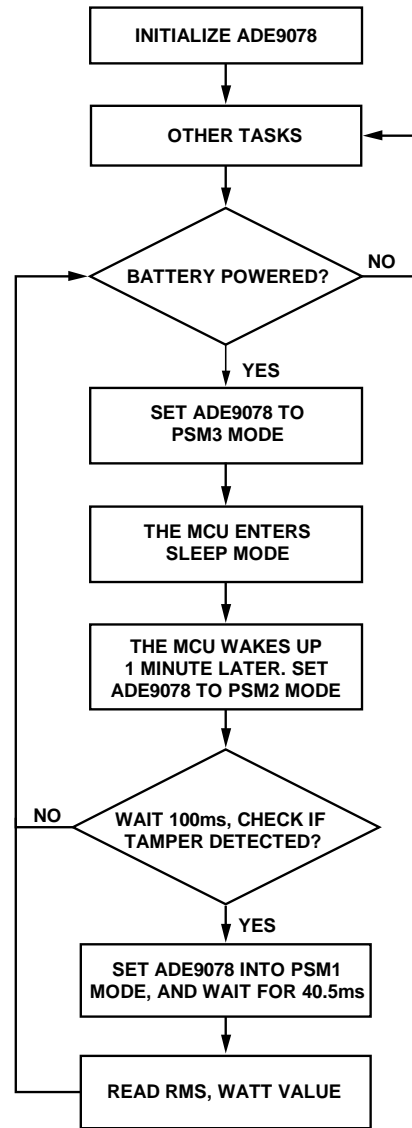 INITIALIZE ADE9078
OTHER TASKS
BATTERY POWERED?
NO
YES
SET ADE9078 TO
PSM3 MODE
THE MCU ENTERS
SLEEP MODE
THE MCU WAKES UP
1 MINUTE LATER. SET
ADE9078 TO PSM2 MODE
NO
WAIT 100ms, CHECK IF
TAMPER DETECTED?
YES
SET ADE9078 INTO PSM1
MODE, AND WAIT FOR 40.5ms
READ RMS, WATT VALUE